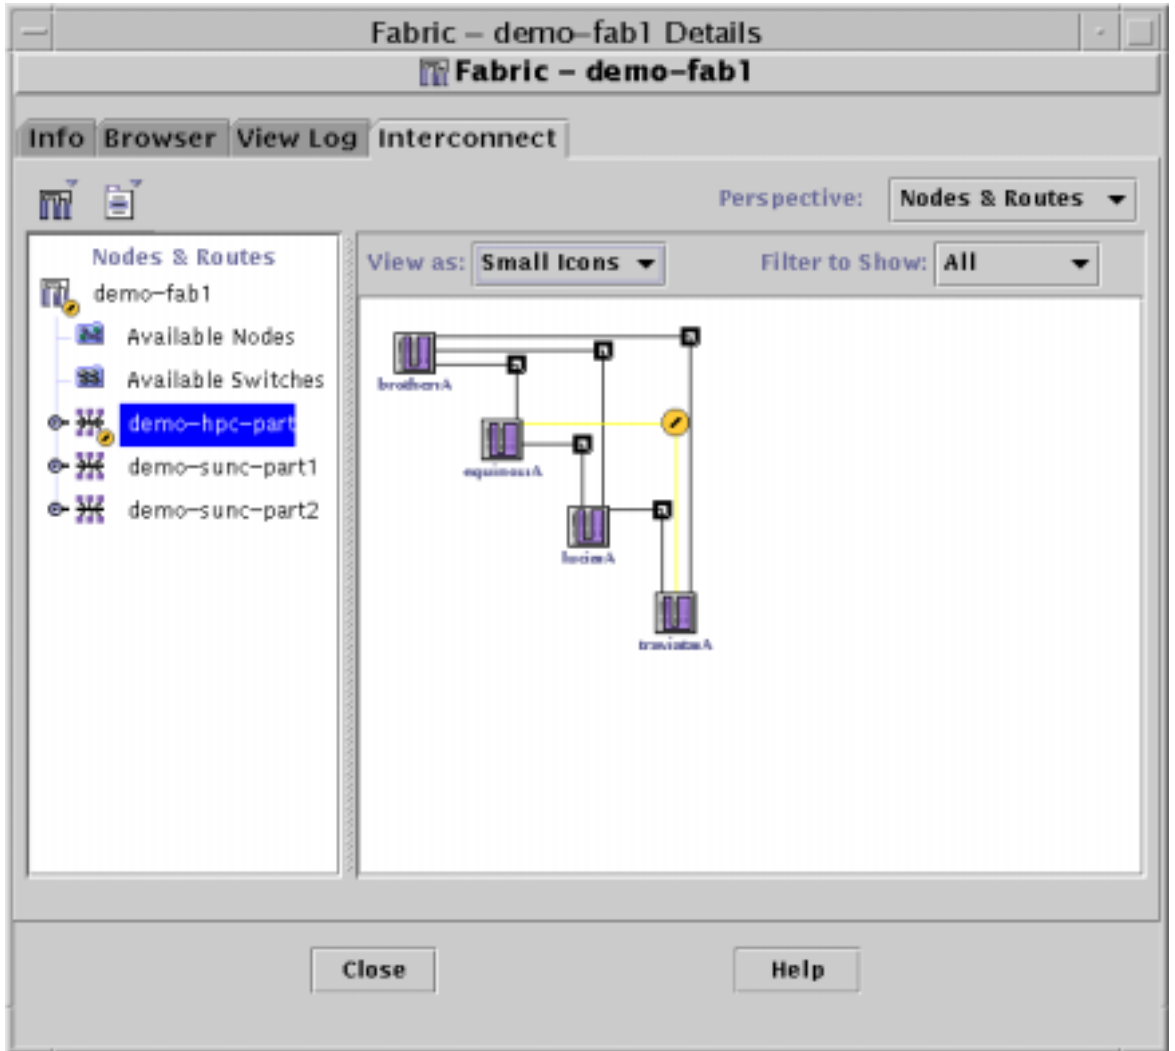 Fabric – demo–fab1 Details
Fabric – demo–fab1
Info Browser View Log Interconnect
Perspective: Nodes & Routes
Nodes & Routes
View as: Small Icons Filter to Show: All
demo–fab1
Available Nodes
Available Switches
demo–hpc–part
demo–sunc–part1
demo–sunc–part2
Close Help